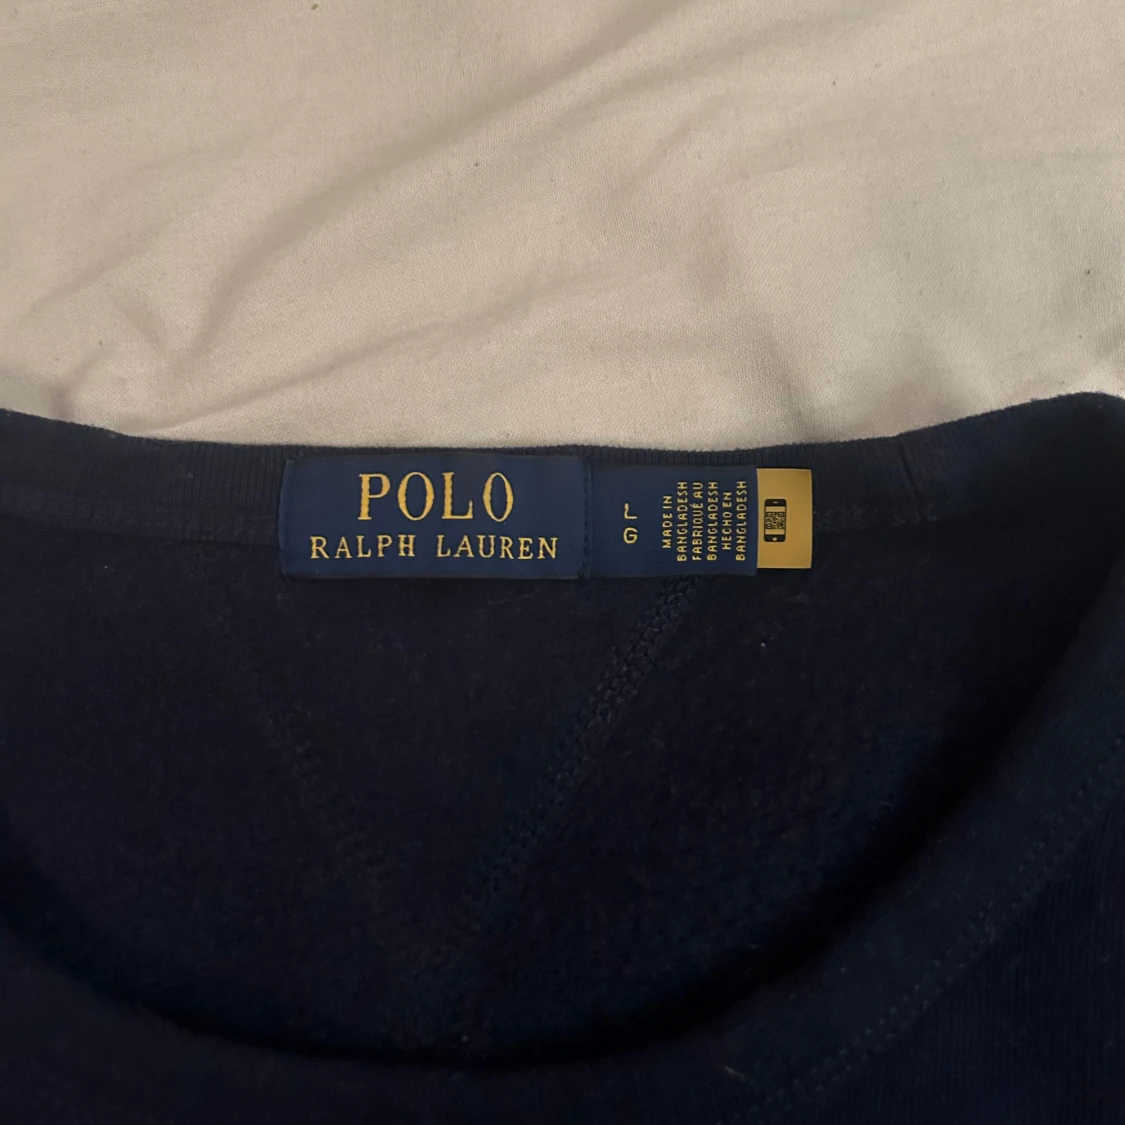 POLO
RALPH LAUREN
L
G
MADE IN
BANGLADESH
FABRIQUÉ AU
BANGLADESH
HECHO EN
BANGLADESH